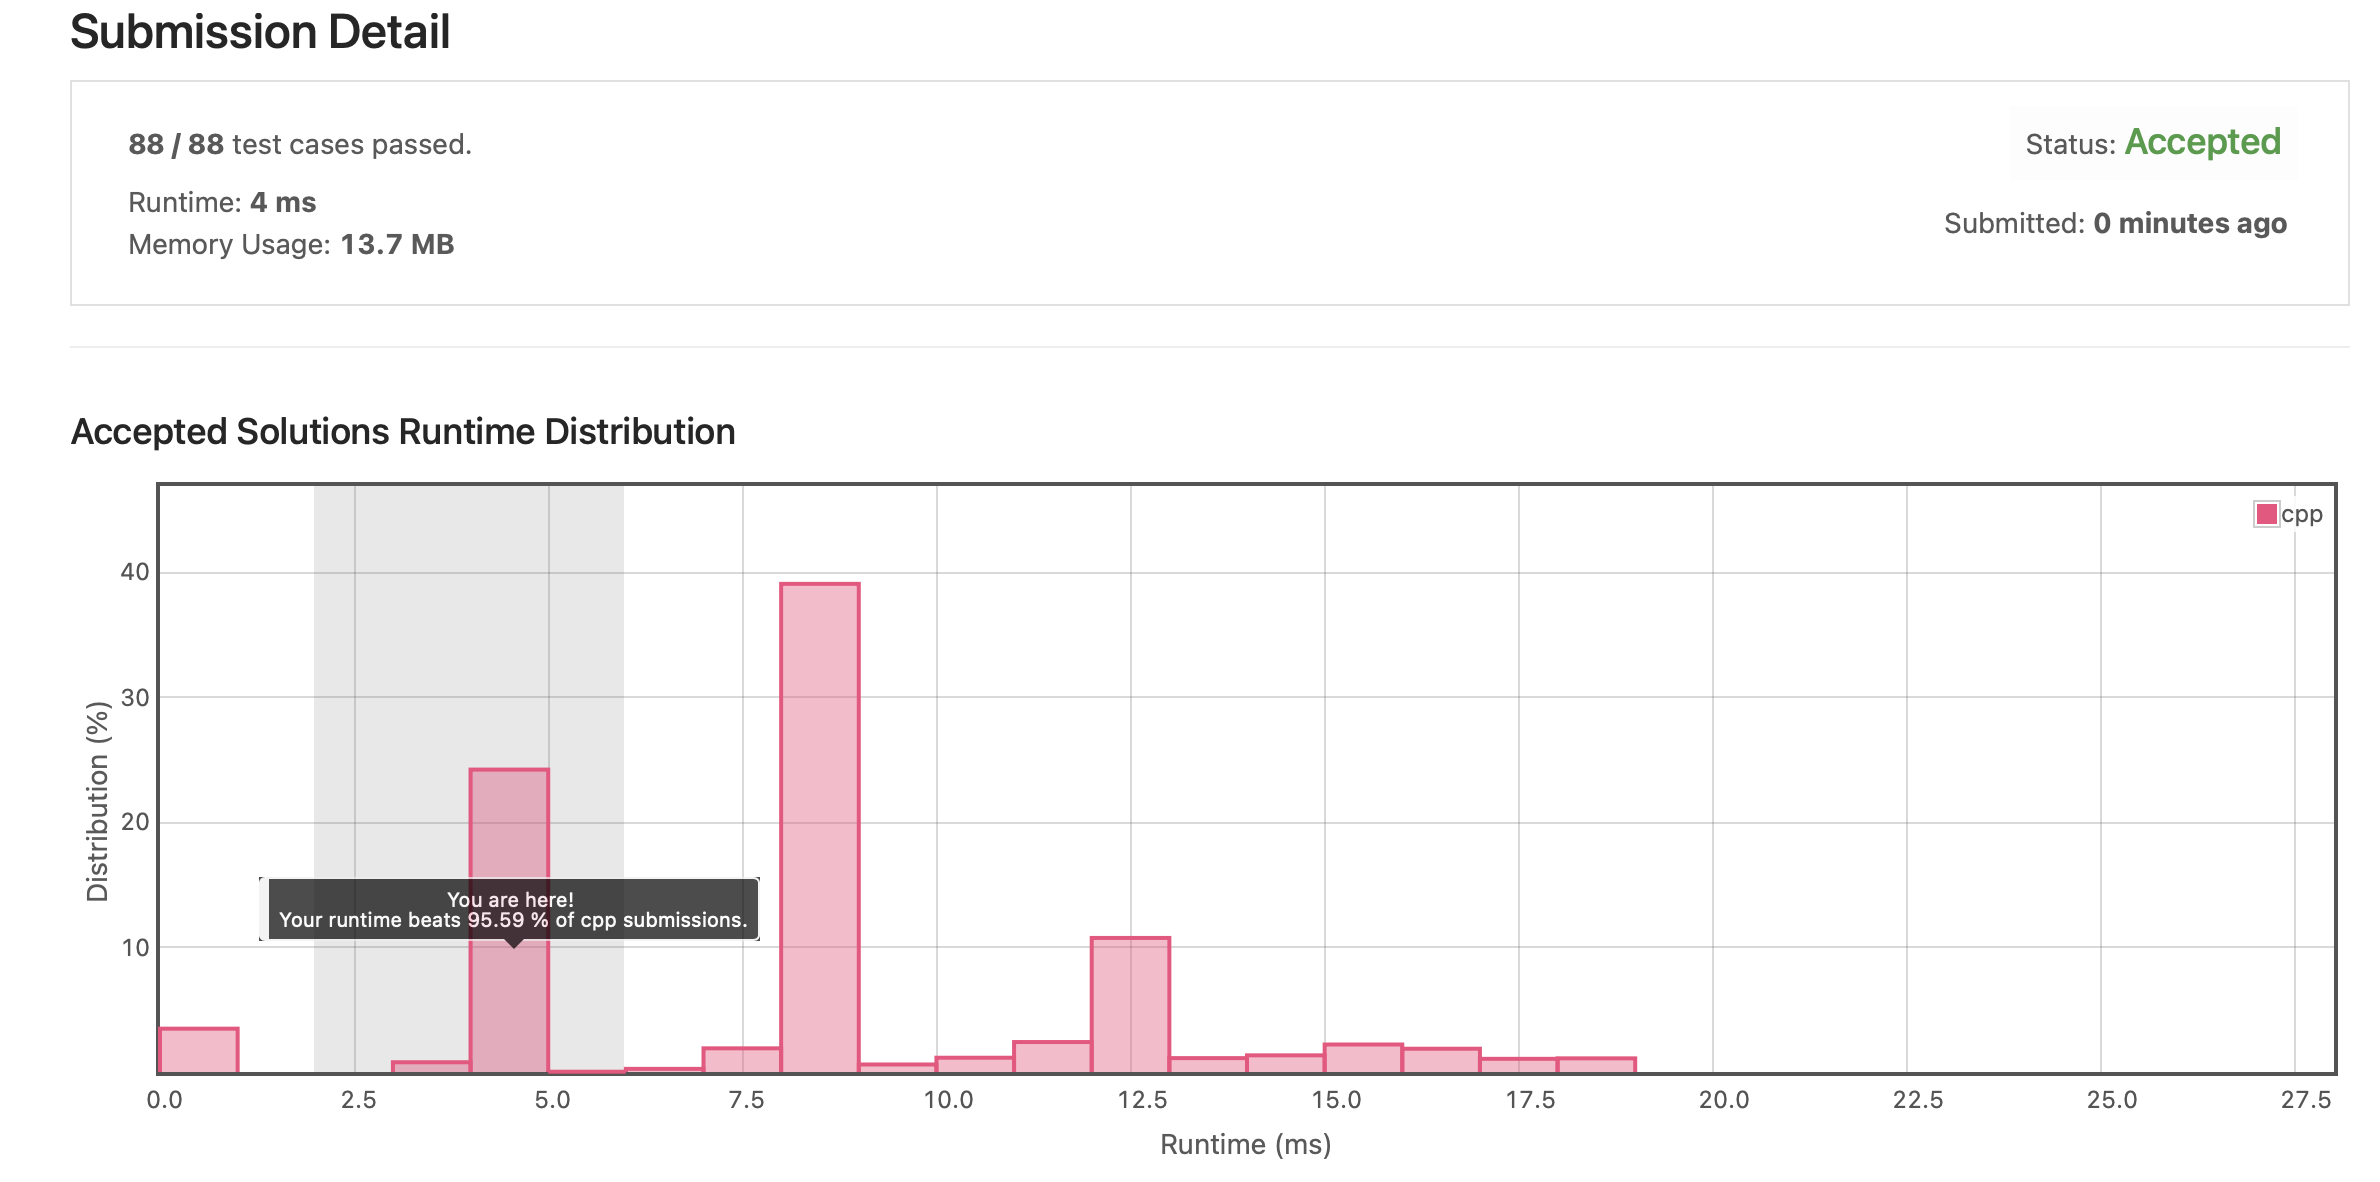 Submission Detail
88 / 88 test cases passed.
Status: Accepted
Runtime: 4 ms
Submitted: 0 minutes ago
Memory Usage: 13.7 MB
Accepted Solutions Runtime Distribution
cpp
40
30
20
10
Distribution (%)
You are here!
Your runtime beats 95.59 % of cpp submissions.
0.0 2.5 5.0 7.5 10.0 12.5 15.0 17.5 20.0 22.5 25.0 27.5
Runtime (ms)